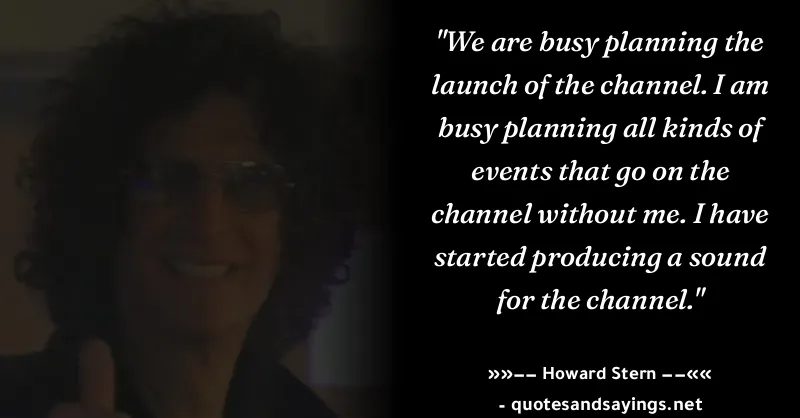 "We are busy planning the
launch of the channel. I am
busy planning all kinds of
events that go on the
channel without me. I have
started producing a sound
for the channel."
»»-- Howard Stern --««
- quotesandsayings.net